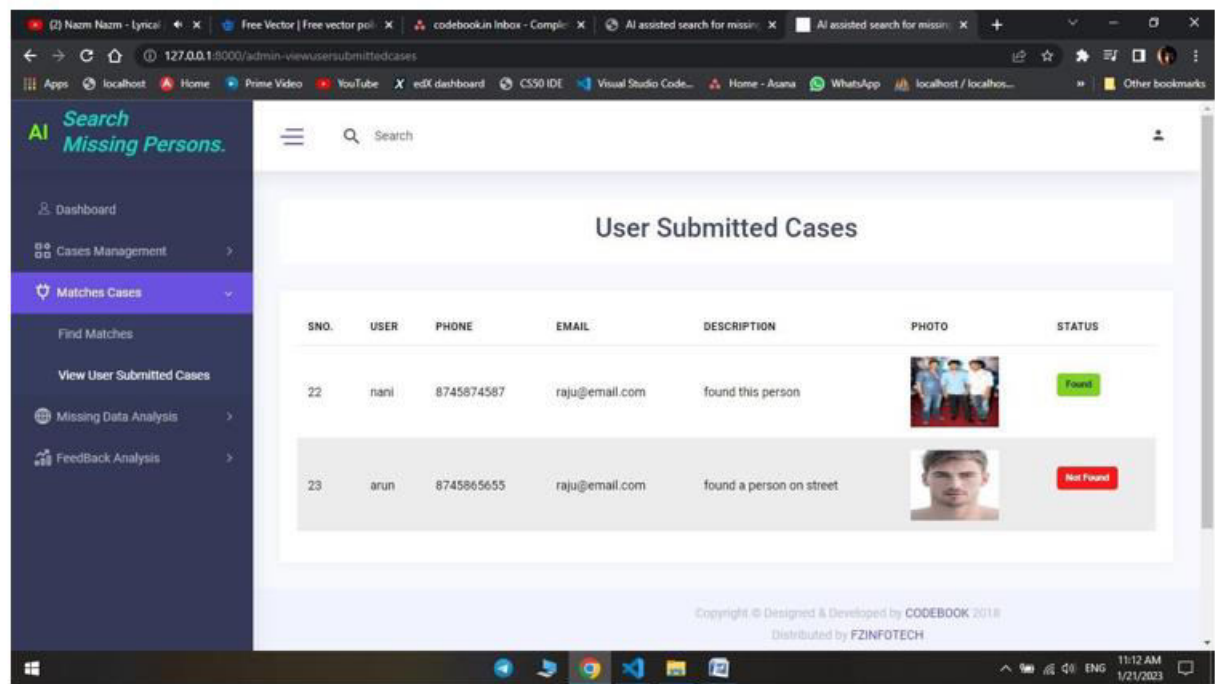 (2) Nazm Nazm - Lyrical
Free Vector | Free vector pol
codebook.in Inbox - Comple
AI assisted search for missin
AI assisted search for missin
127.0.0.1:8000/admin-viewusersubmittedcases
Apps localhost Home Prime Video YouTube edX dashboard CS50 IDE Visual Studio Code... Home - Asana WhatsApp localhost / localhos... » Other bookmarks
AI Search
Missing Persons.
Search
Dashboard
Cases Management
Matches Cases
Find Matches
View User Submitted Cases
Missing Data Analysis
FeedBack Analysis
User Submitted Cases
SNO. USER PHONE EMAIL DESCRIPTION PHOTO STATUS
22 nani 8745874587 raju@email.com found this person Found
23 arun 8745865655 raju@email.com found a person on street Not Found
Copyright © Designed & Developed by CODEBOOK 2018
Distributed by FZINFOTECH
ENG
11:12 AM
1/21/2023